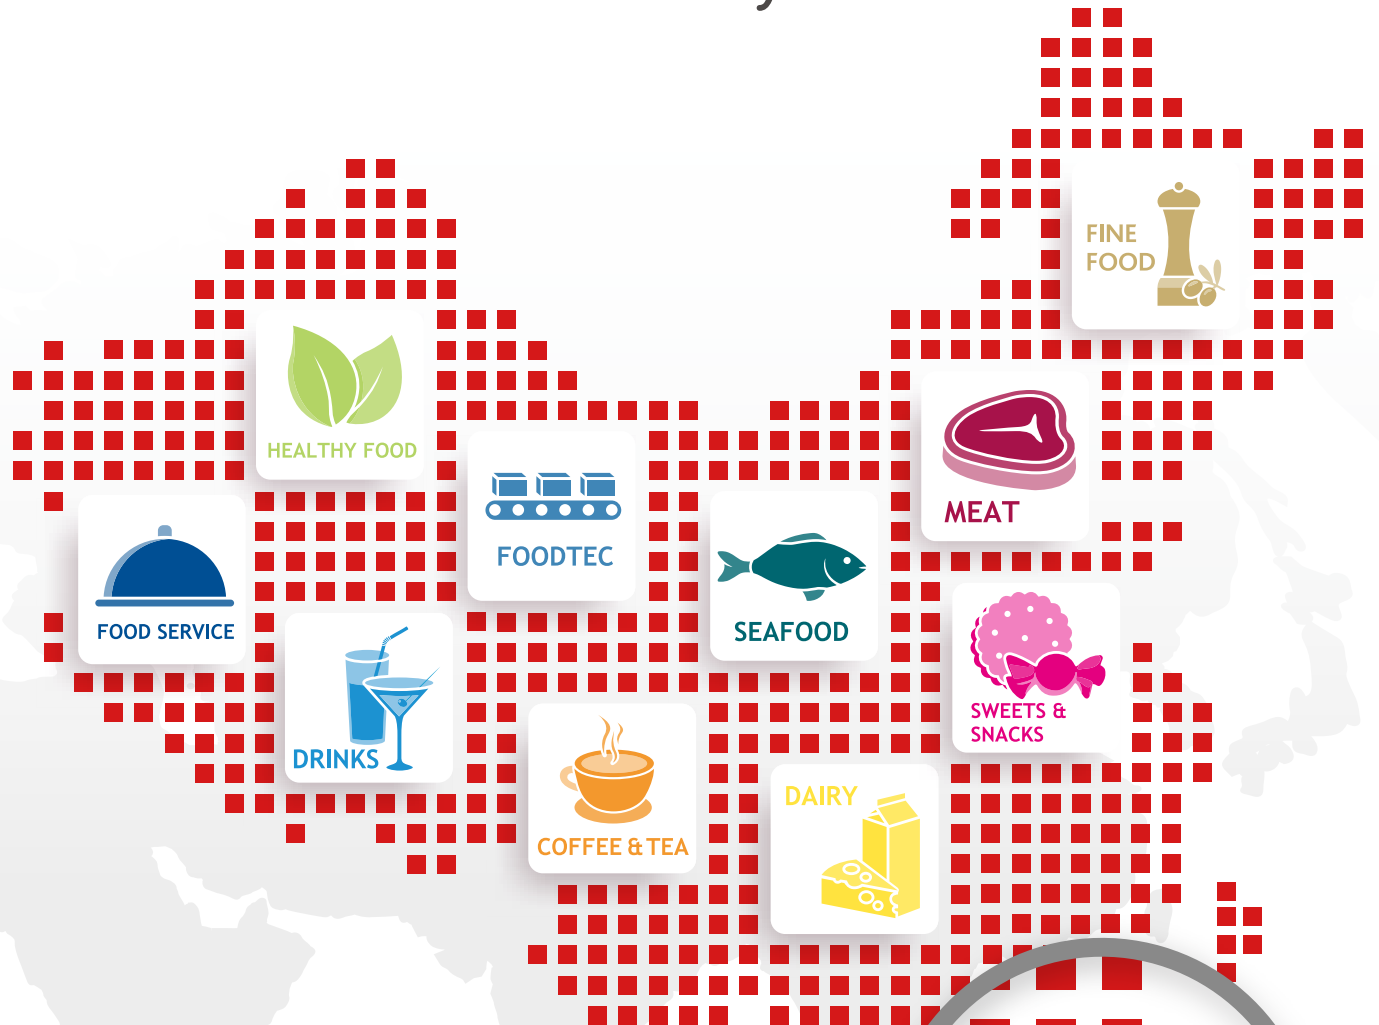 FINE
FOOD
HEALTHY FOOD
MEAT
FOODTEC
FOOD SERVICE
SEAFOOD
SWEETS &
SNACKS
DRINKS
DAIRY
COFFEE & TEA